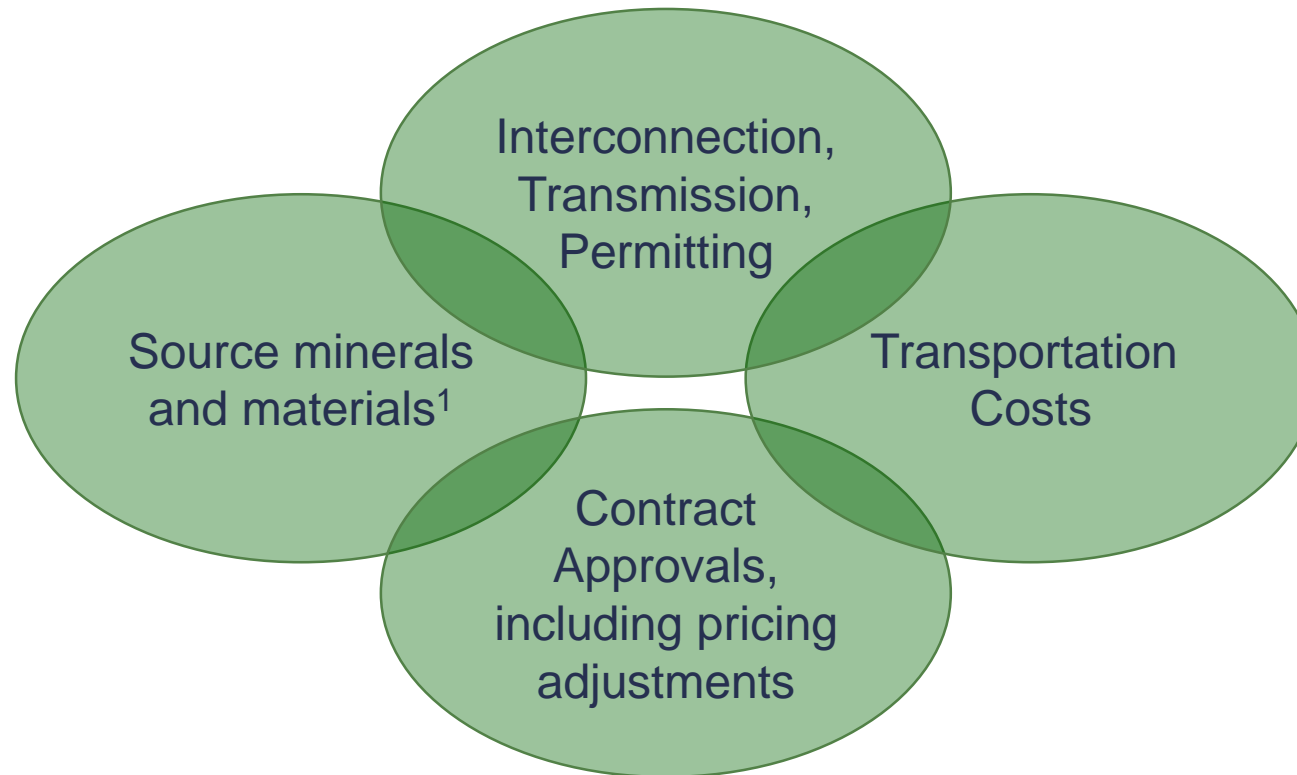 Interconnection,
Transmission,
Permitting
Source minerals
and materials¹
Transportation
Costs
Contract
Approvals,
including pricing
adjustments